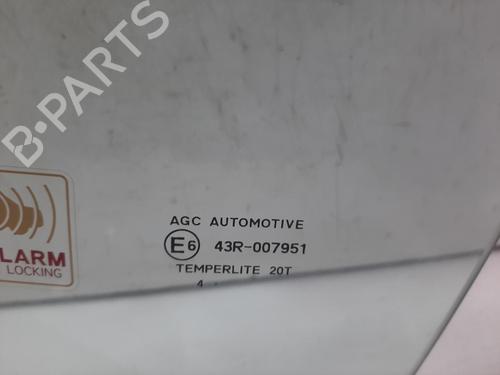 B-PARTS
LARM
LOCKING
AGC AUTOMOTIVE
E6 43R-007951
TEMPERLITE 20T
4